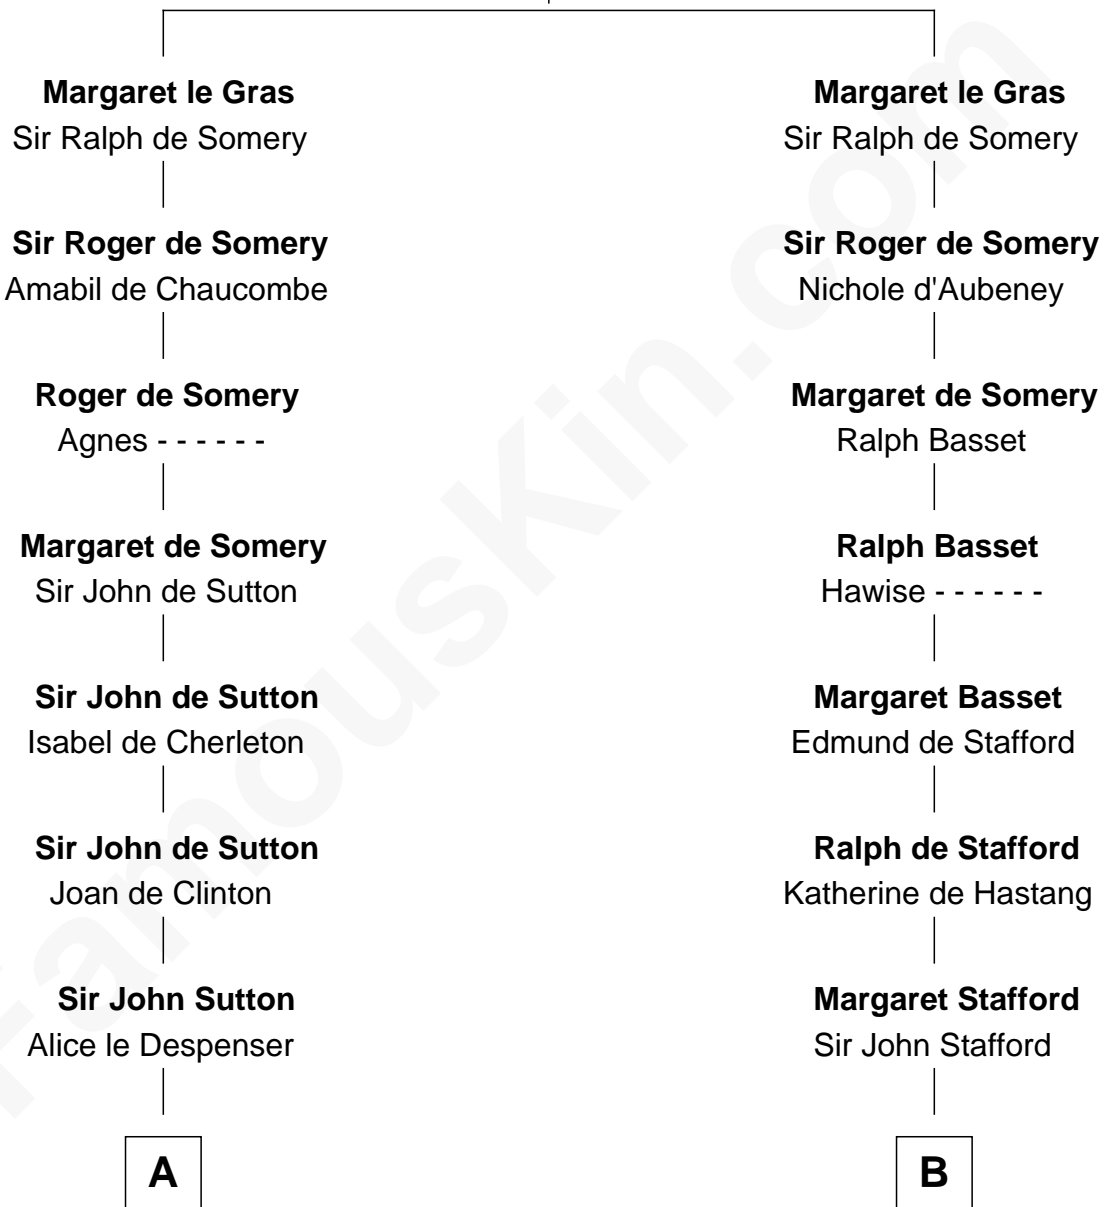 Margaret le Gras
Sir Ralph de Somery
Sir Roger de Somery
Amabil de Chaucombe
Roger de Somery
Agnes - - - - - -
Margaret de Somery
Sir John de Sutton
Sir John de Sutton
Isabel de Cherleton
Sir John de Sutton
Joan de Clinton
Sir John Sutton
Alice le Despenser
A
Margaret le Gras
Sir Ralph de Somery
Sir Roger de Somery
Nichole d'Aubeney
Margaret de Somery
Ralph Basset
Ralph Basset
Hawise - - - - - -
Margaret Basset
Edmund de Stafford
Ralph de Stafford
Katherine de Hastang
Margaret Stafford
Sir John Stafford
B
FamousKin.com